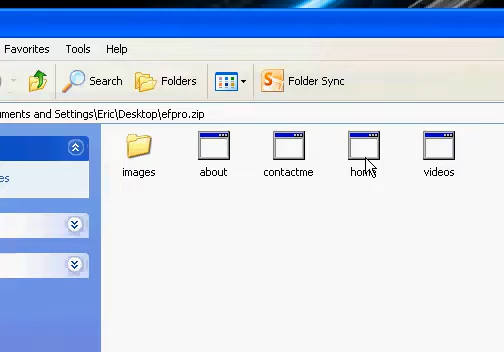 Favorites Tools Help
Search Folders Folder Sync
uments and Settings\Eric\Desktop\efpro.zip
images about contactme home videos
es